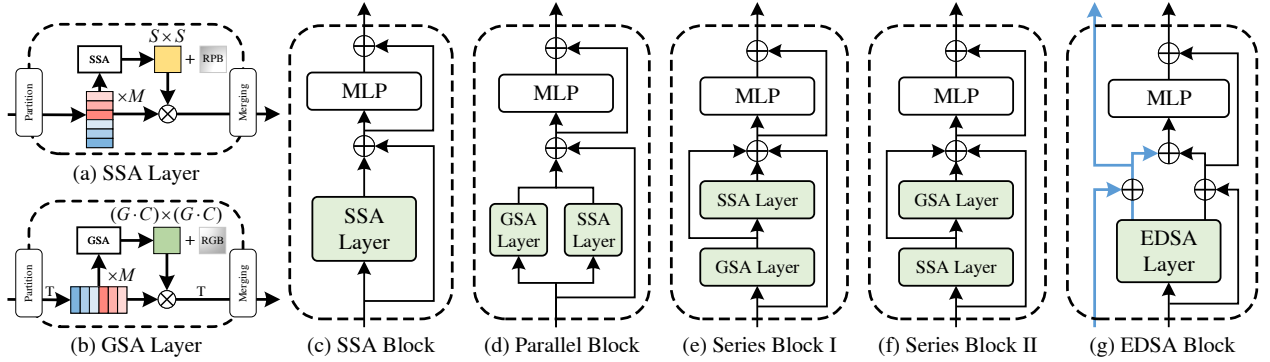 S × S
SSA
+ RPB
Partition
×M
Merging
(a) SSA Layer
(G · C) × (G · C)
GSA
+ RGB
Partition
T
×M
T
Merging
(b) GSA Layer
MLP
SSA
Layer
(c) SSA Block
MLP
GSA
Layer
SSA
Layer
(d) Parallel Block
MLP
SSA Layer
GSA Layer
(e) Series Block I
MLP
GSA Layer
SSA Layer
(f) Series Block II
MLP
EDSA
Layer
(g) EDSA Block